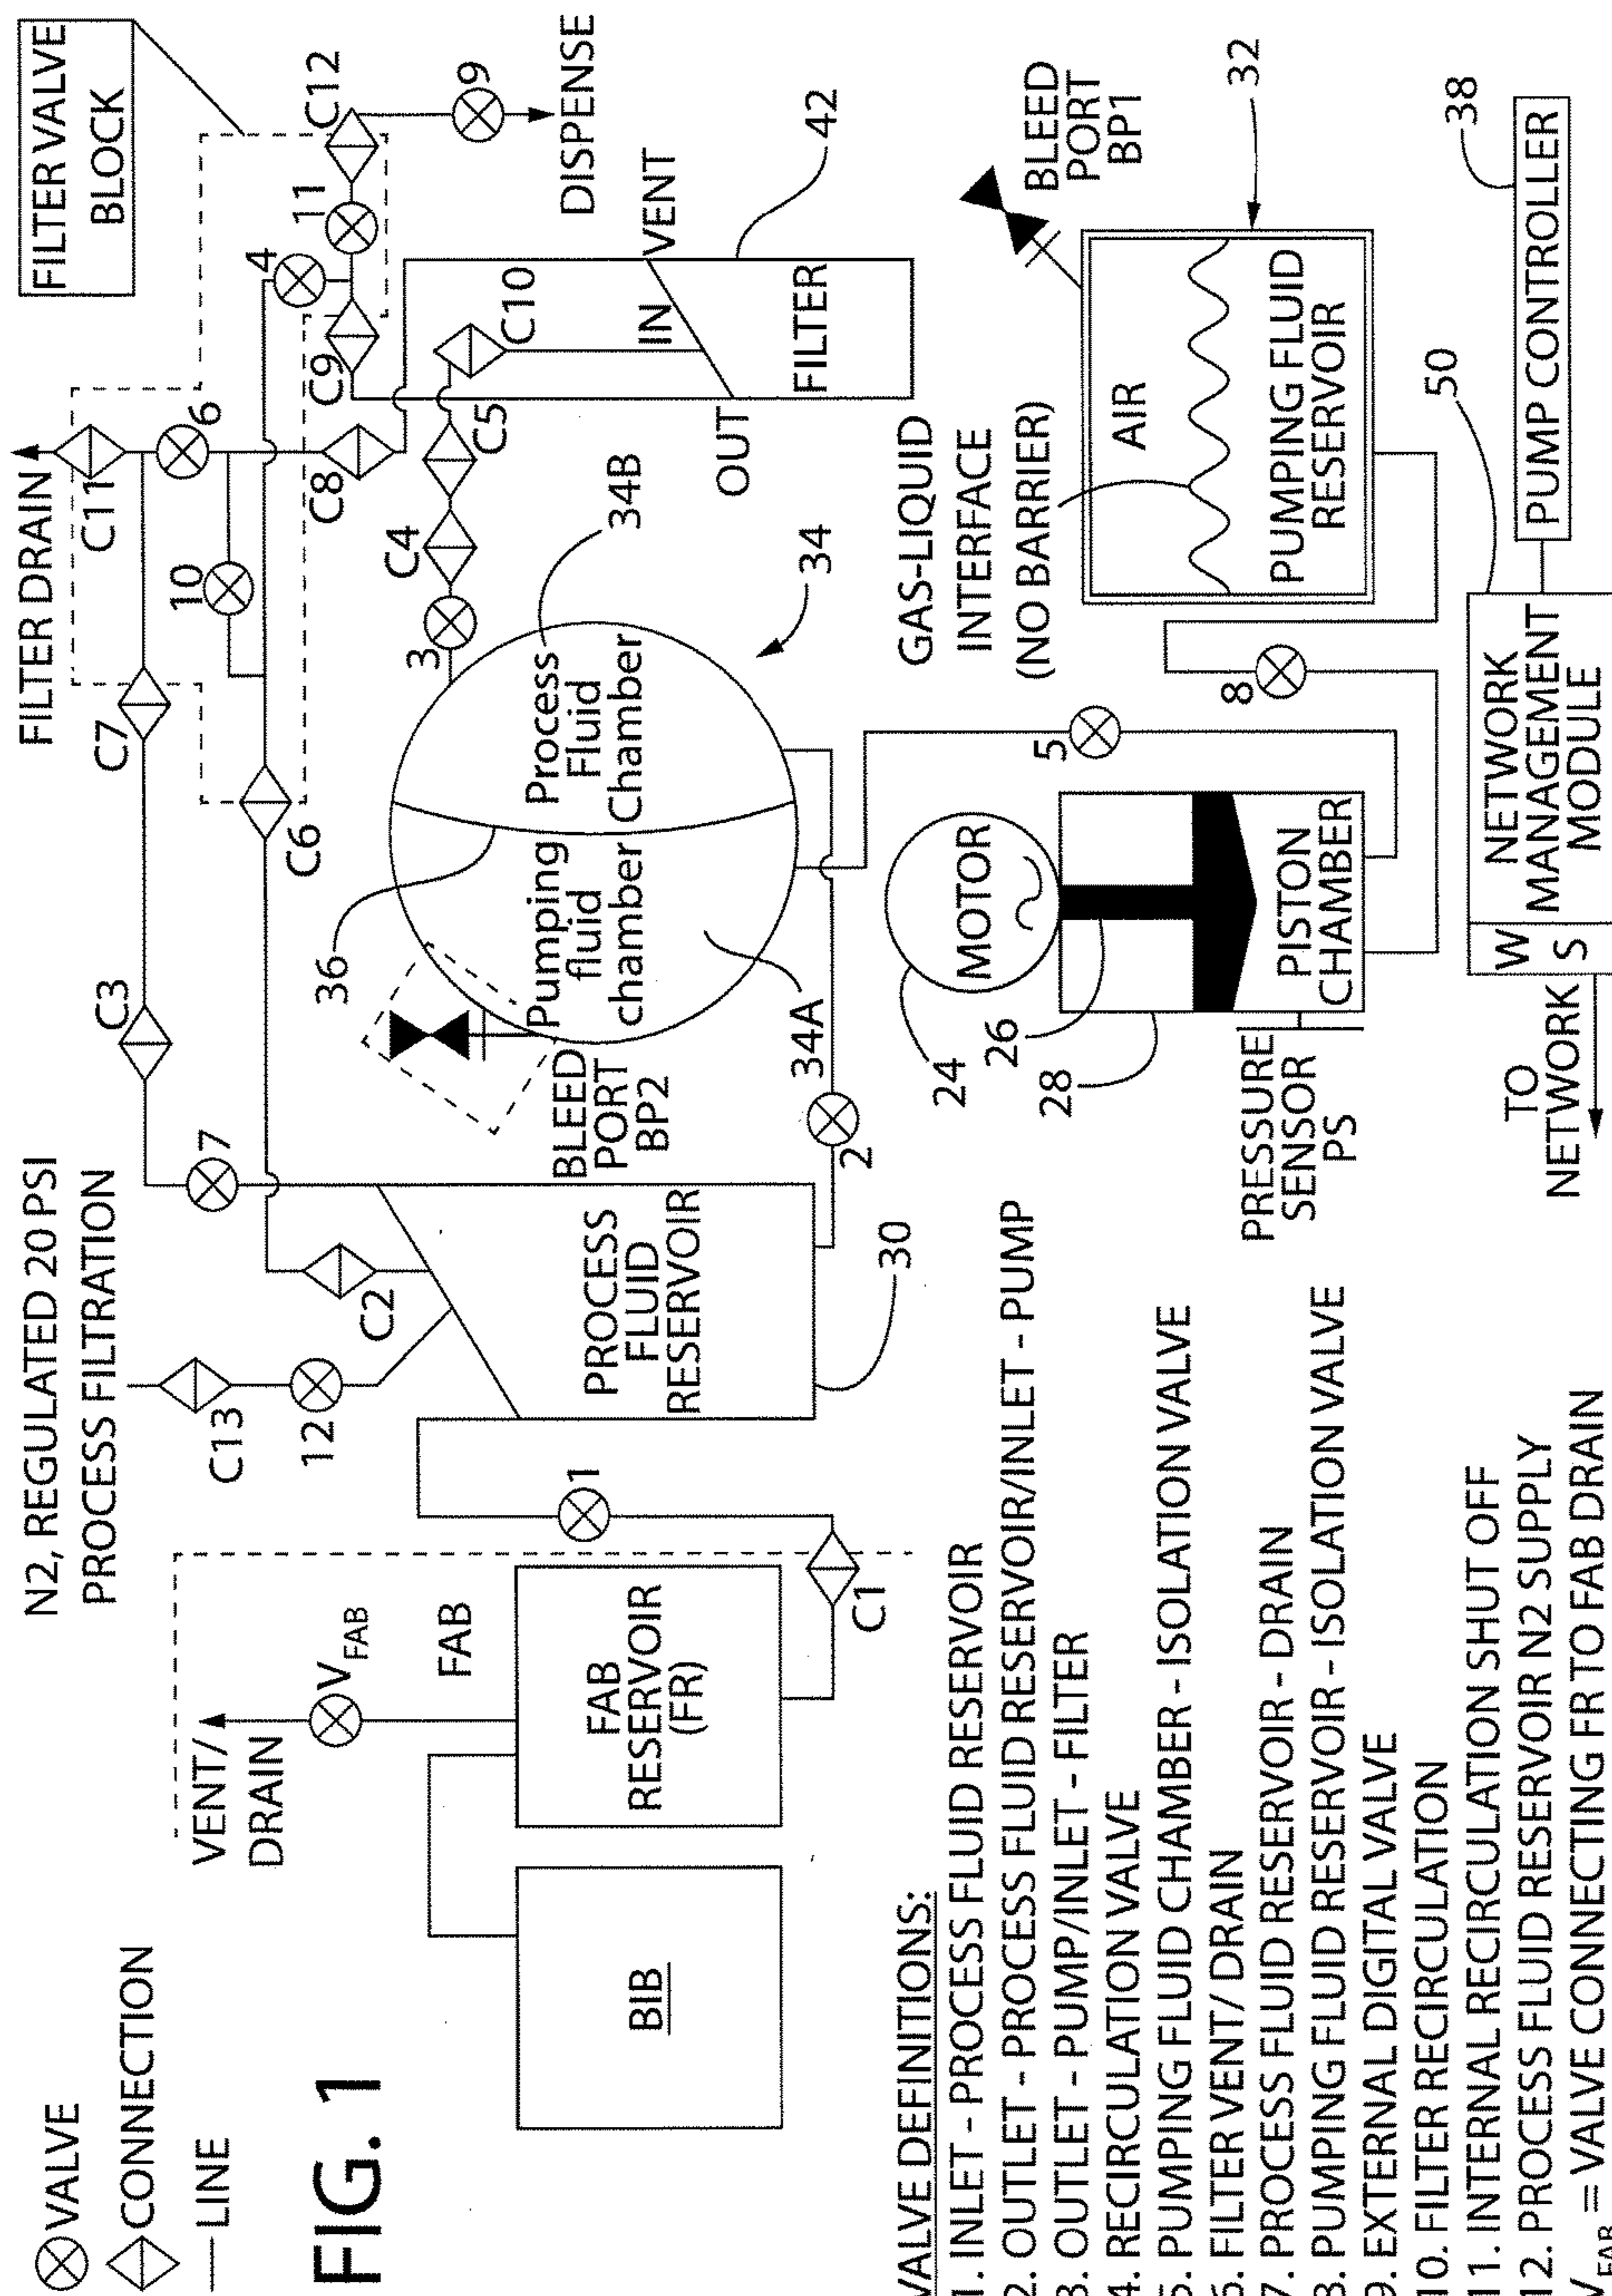 VALVE
CONNECTION
LINE
FIG. 1
N2, REGULATED 20 PSI
PROCESS FILTRATION
FILTER DRAIN
FILTER VALVE
BLOCK
VENT/
DRAIN
VFAB
FAB
FAB
RESERVOIR
(FR)
BIB
C1
1
C13
12
C2
7
C3
C7
C6
10
C11
6
C8
4
C9
11
C12
9
DISPENSE
PROCESS
FLUID
RESERVOIR
30
2
BLEED
PORT
BP2
36
Pumping
fluid
chamber
Process
Fluid
Chamber
34A
34B
34
3
C4
C5
C10
IN
OUT
VENT
FILTER
42
GAS-LIQUID
INTERFACE
(NO BARRIER)
AIR
PUMPING FLUID
RESERVOIR
32
BLEED
PORT
BP1
5
8
MOTOR
24
26
28
PISTON
CHAMBER
PRESSURE
SENSOR
PS
TO
NETWORK
W
S
NETWORK
MANAGEMENT
MODULE
50
PUMP CONTROLLER
38
VALVE DEFINITIONS:
1. INLET - PROCESS FLUID RESERVOIR
2. OUTLET - PROCESS FLUID RESERVOIR/INLET - PUMP
3. OUTLET - PUMP/INLET - FILTER
4. RECIRCULATION VALVE
5. PUMPING FLUID CHAMBER - ISOLATION VALVE
6. FILTER VENT/ DRAIN
7. PROCESS FLUID RESERVOIR - DRAIN
8. PUMPING FLUID RESERVOIR - ISOLATION VALVE
9. EXTERNAL DIGITAL VALVE
10. FILTER RECIRCULATION
11. INTERNAL RECIRCULATION SHUT OFF
12. PROCESS FLUID RESERVOIR N2 SUPPLY
VFAB = VALVE CONNECTING FR TO FAB DRAIN